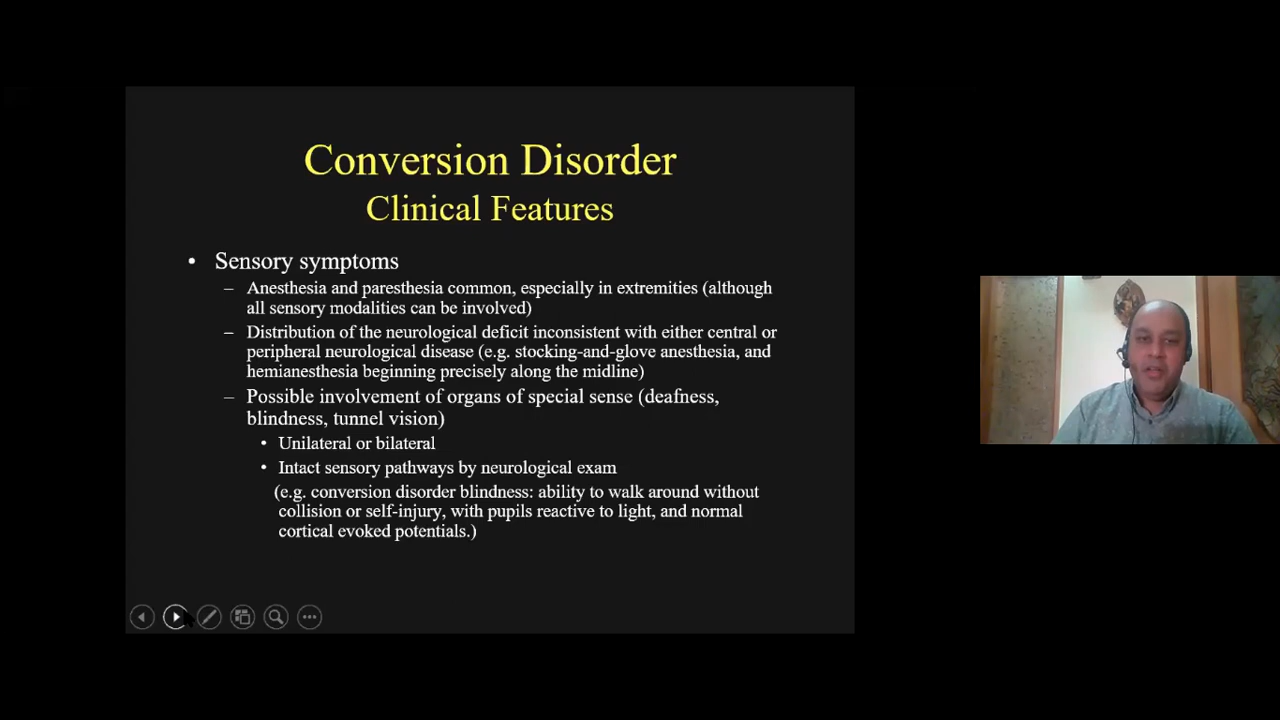 Conversion Disorder
Clinical Features
• Sensory symptoms
– Anesthesia and paresthesia common, especially in extremities (although
all sensory modalities can be involved)
– Distribution of the neurological deficit inconsistent with either central or
peripheral neurological disease (e.g. stocking-and-glove anesthesia, and
hemianesthesia beginning precisely along the midline)
– Possible involvement of organs of special sense (deafness,
blindness, tunnel vision)
• Unilateral or bilateral
• Intact sensory pathways by neurological exam
(e.g. conversion disorder blindness: ability to walk around without
collision or self-injury, with pupils reactive to light, and normal
cortical evoked potentials.)